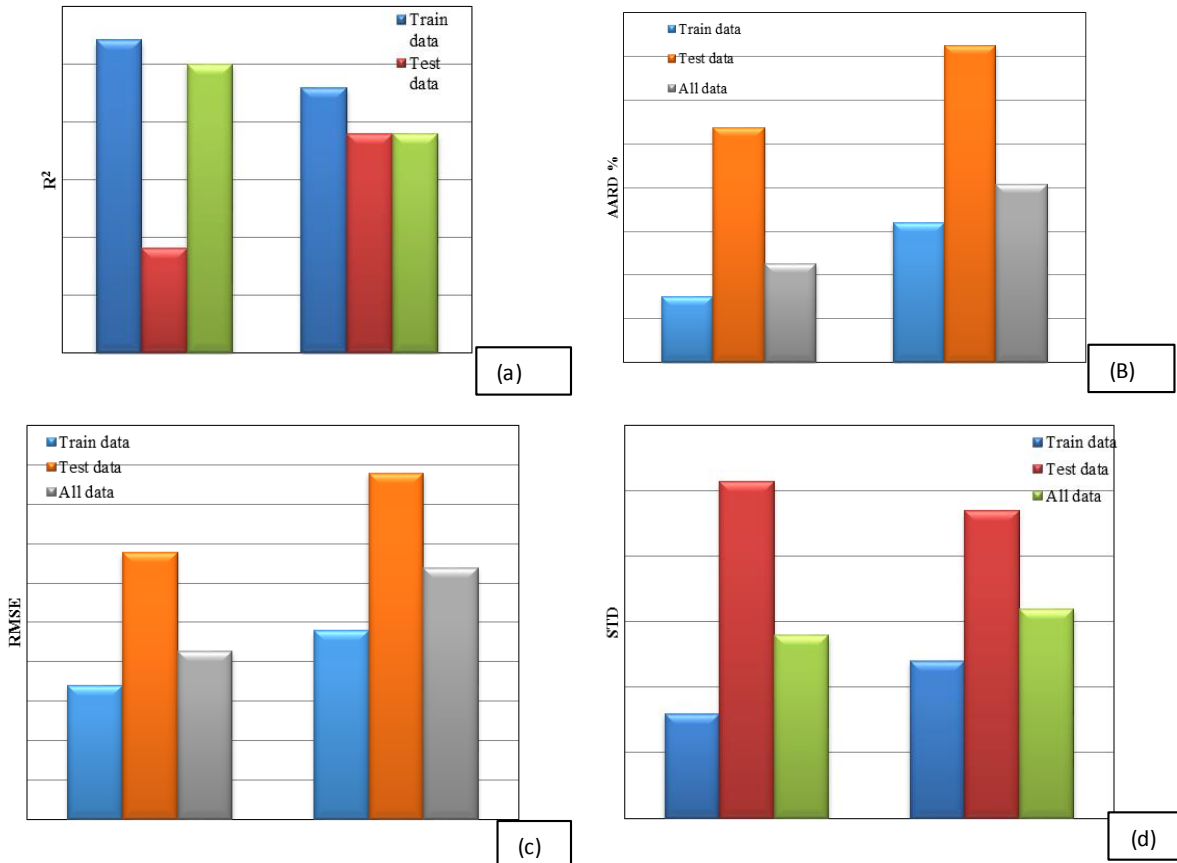 Train
data
Test
data
R²
(a)
Train data
Test data
All data
AARD %
(B)
Train data
Test data
All data
RMSE
(c)
Train data
Test data
All data
STD
(d)